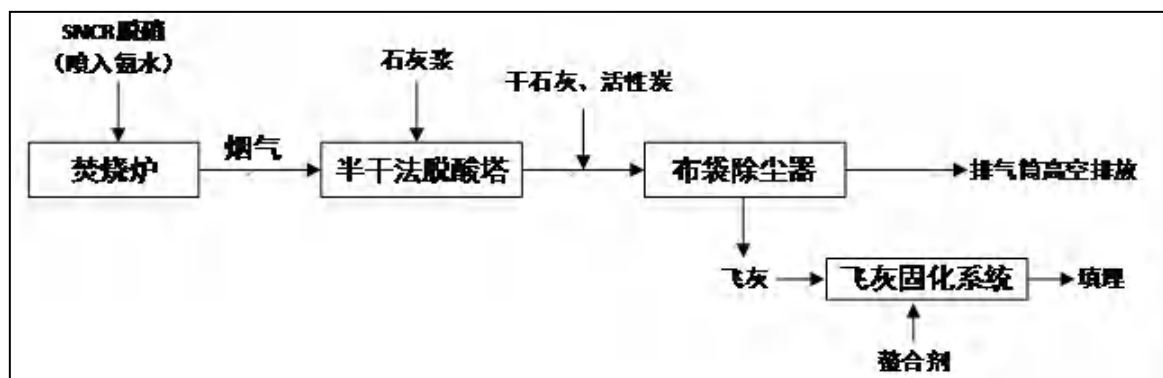 SNCR脱硝
（喷入氨水）
石灰浆
干石灰、活性炭
焚烧炉
烟气
半干法脱酸塔
布袋除尘器
排气筒高空排放
飞灰
飞灰固化系统
填埋
螯合剂